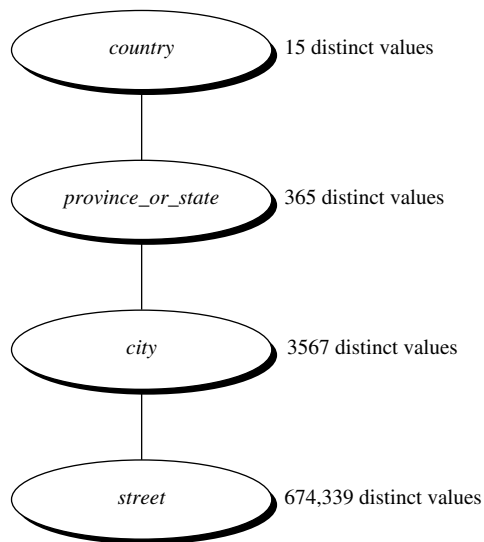 country 15 distinct values
province_or_state 365 distinct values
city 3567 distinct values
street 674,339 distinct values